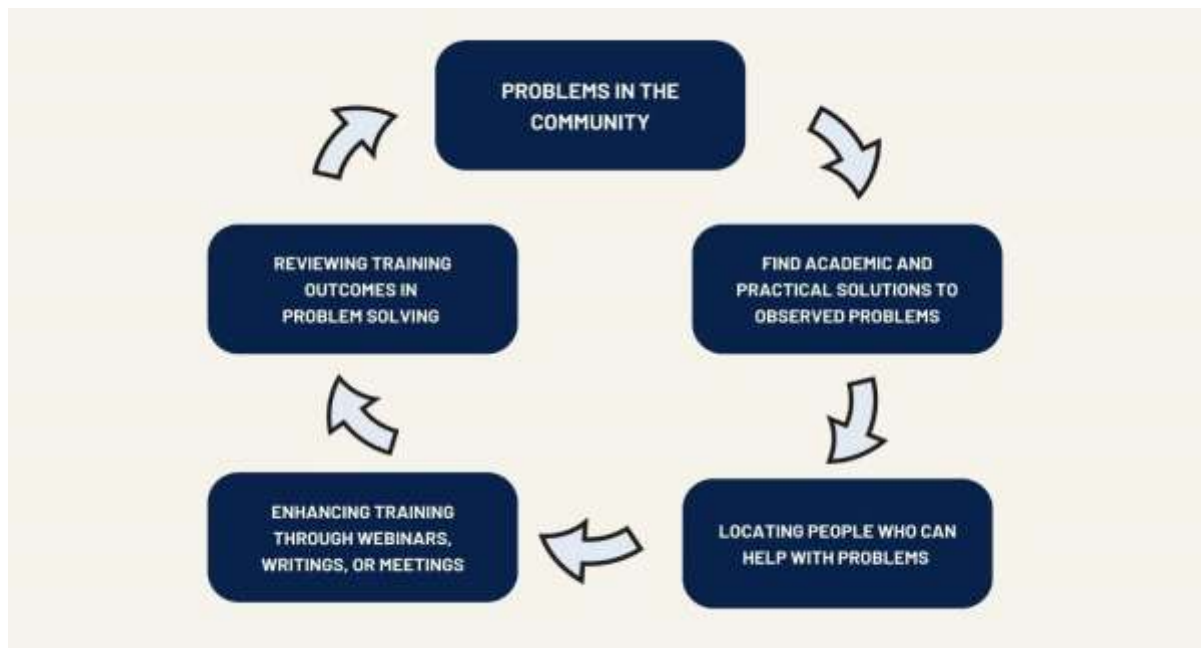 PROBLEMS IN THE
COMMUNITY
FIND ACADEMIC AND
PRACTICAL SOLUTIONS TO
OBSERVED PROBLEMS
LOCATING PEOPLE WHO CAN
HELP WITH PROBLEMS
ENHANCING TRAINING
THROUGH WEBINARS,
WRITINGS, OR MEETINGS
REVIEWING TRAINING
OUTCOMES IN
PROBLEM SOLVING